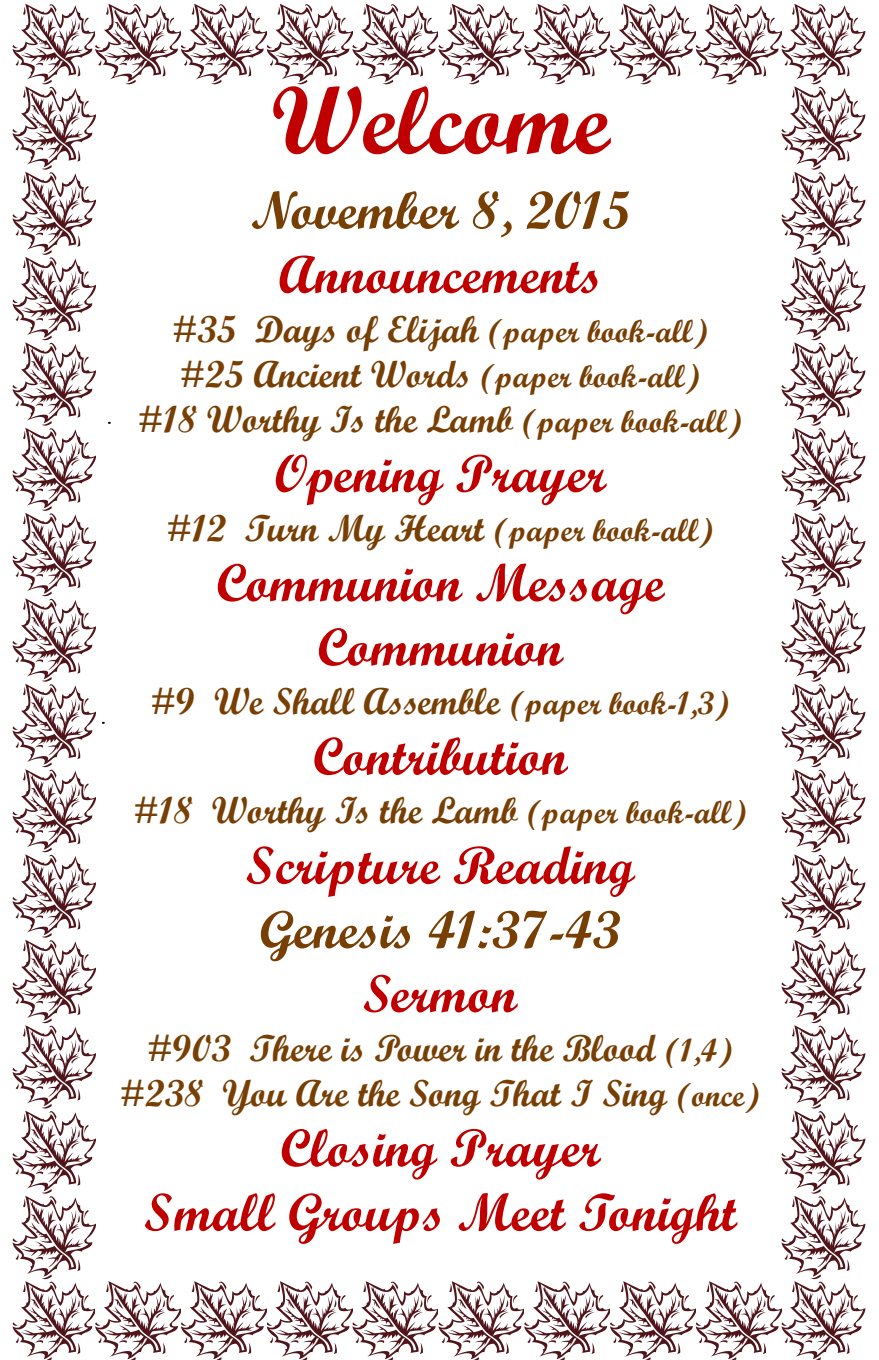 Welcome
November 8, 2015
Announcements
#35 Days of Elijah (paper book-all)
#25 Ancient Words (paper book-all)
#18 Worthy Is the Lamb (paper book-all)
Opening Prayer
#12 Turn My Heart (paper book-all)
Communion Message
Communion
#9 We Shall Assemble (paper book-1,3)
Contribution
#18 Worthy Is the Lamb (paper book-all)
Scripture Reading
Genesis 41:37-43
Sermon
#903 There is Power in the Blood (1,4)
#238 You Are the Song That I Sing (once)
Closing Prayer
Small Groups Meet Tonight